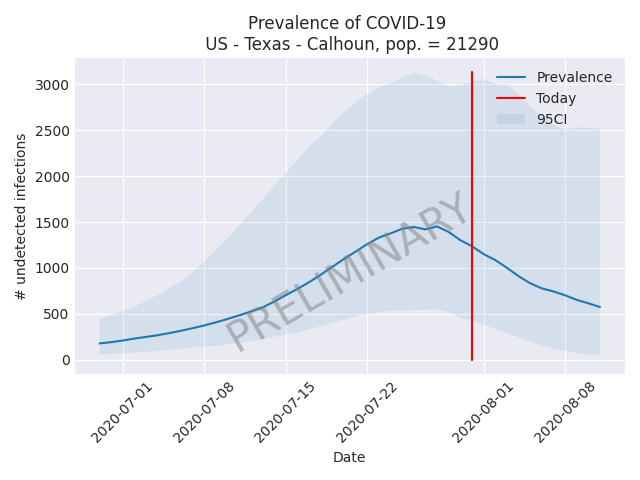 Prevalence of COVID-19
US - Texas - Calhoun, pop. = 21290
Prevalence
Today
95CI
# undetected infections
3000
2500
2000
1500
1000
500
0
PRELIMINARY
2020-07-01
2020-07-08
2020-07-15
2020-07-22
2020-08-01
2020-08-08
Date